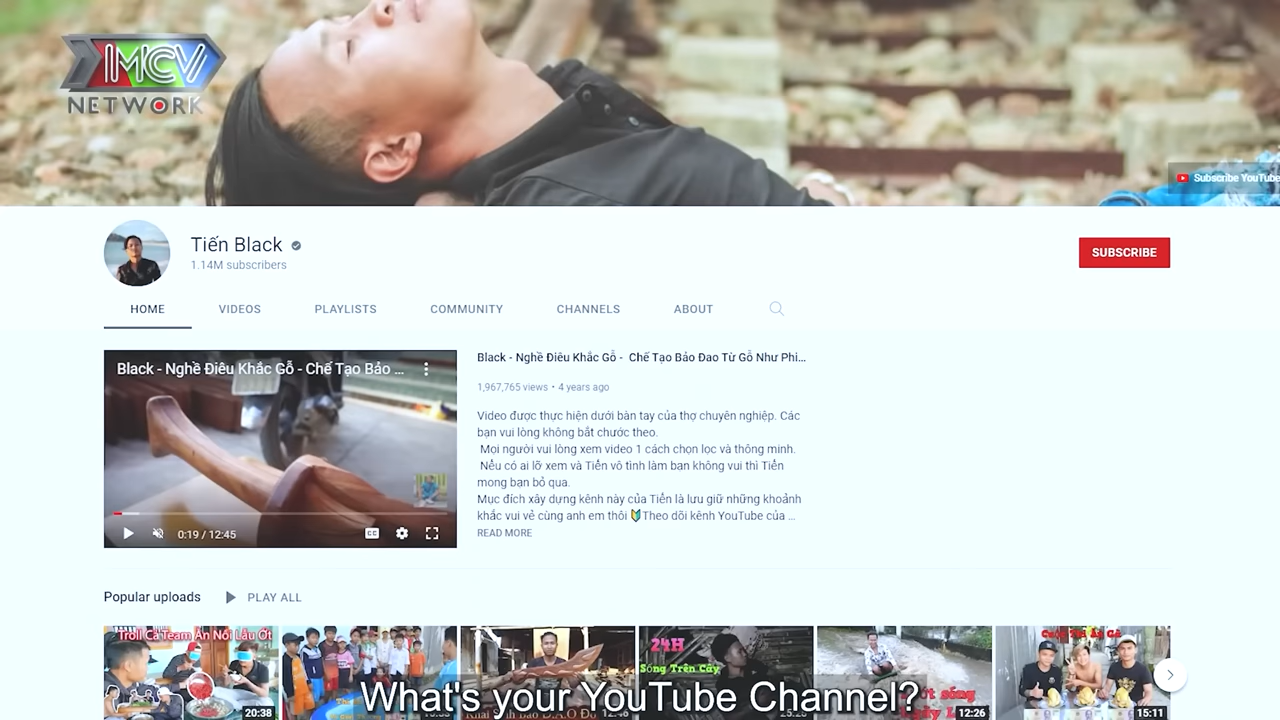 MCV
NETWORK
Subscribe YouTube
Tiến Black
1.14M subscribers
SUBSCRIBE
HOME VIDEOS PLAYLISTS COMMUNITY CHANNELS ABOUT
Black - Nghề Điêu Khắc Gỗ - Chế Tạo Bảo ...
0:19 / 12:45
Black - Nghề Điêu Khắc Gỗ - Chế Tạo Bảo Đao Từ Gỗ Như Phi...
1,967,765 views • 4 years ago
Video được thực hiện dưới bàn tay của thợ chuyên nghiệp. Các
bạn vui lòng không bắt chước theo.
Mọi người vui lòng xem video 1 cách chọn lọc và thông minh.
Nếu có ai lỡ xem và Tiến vô tình làm bạn không vui thì Tiến
mong bạn bỏ qua.
Mục đích xây dựng kênh này của Tiến là lưu giữ những khoảnh
khắc vui vẻ cùng anh em thôi 🔰Theo dõi kênh YouTube của ...
READ MORE
Popular uploads PLAY ALL
Troll Cả Team Ăn Nồi Lẩu Ớt
20:38
24H
Sống Trên Cây
12:26
15:11
What's your YouTube Channel?